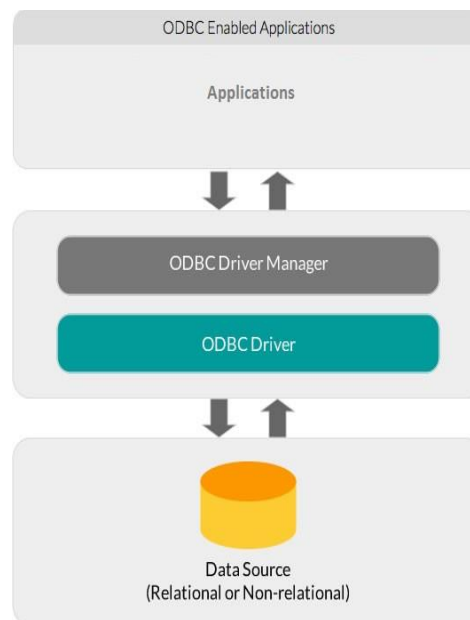 ODBC Enabled Applications
Applications
ODBC Driver Manager
ODBC Driver
Data Source
(Relational or Non-relational)